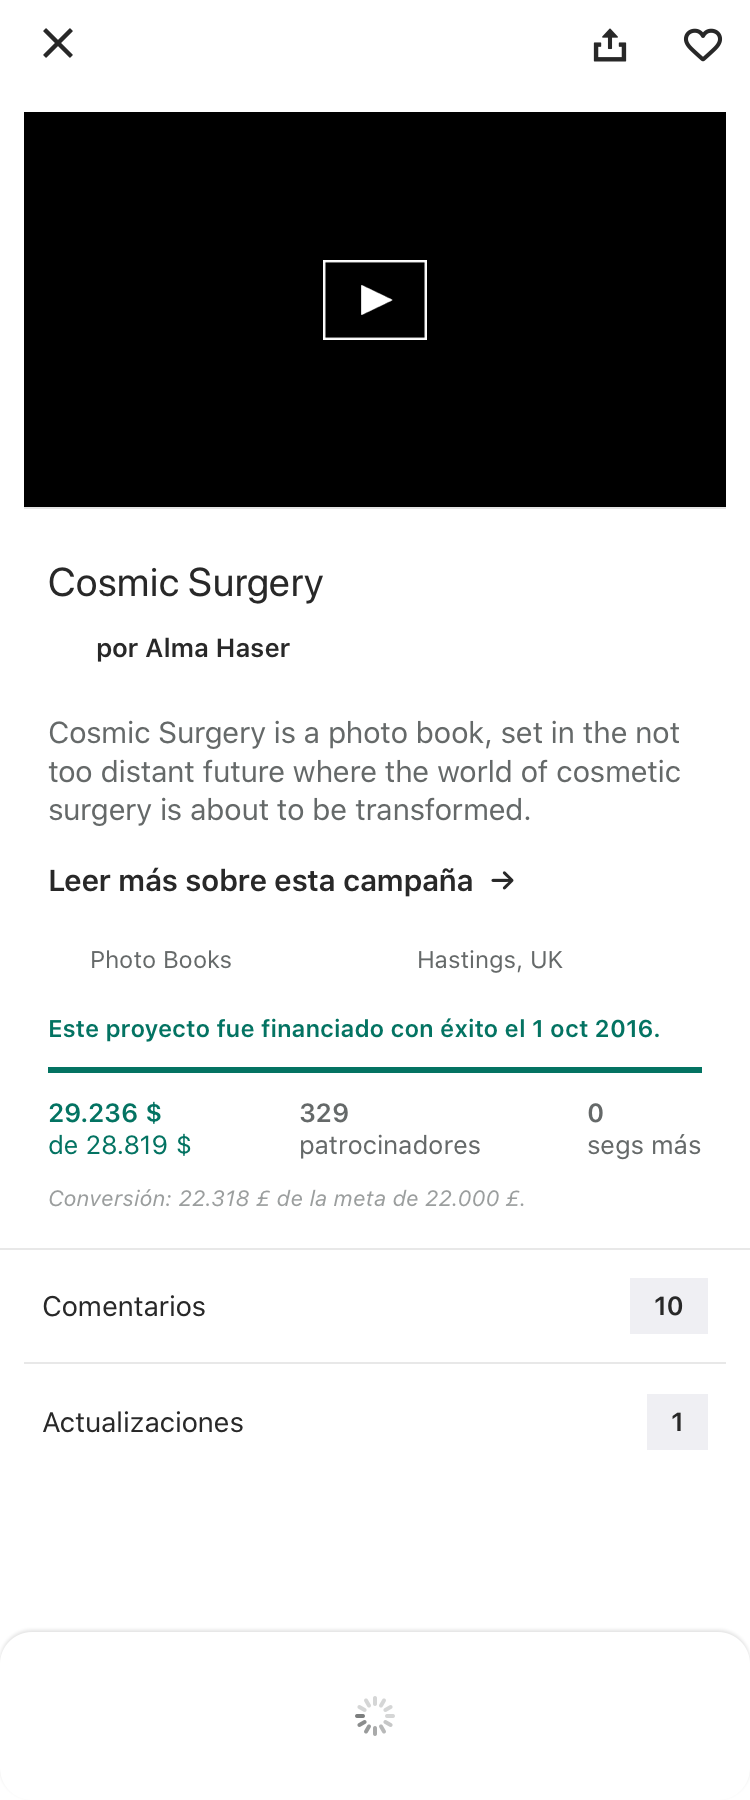 Cosmic Surgery
por Alma Haser
Cosmic Surgery is a photo book, set in the not
too distant future where the world of cosmetic
surgery is about to be transformed.
Leer más sobre esta campaña →
Photo Books
Hastings, UK
Este proyecto fue financiado con éxito el 1 oct 2016.
29.236 $
de 28.819 $
329
patrocinadores
0
segs más
Conversión: 22.318 £ de la meta de 22.000 £.
Comentarios
10
Actualizaciones
1